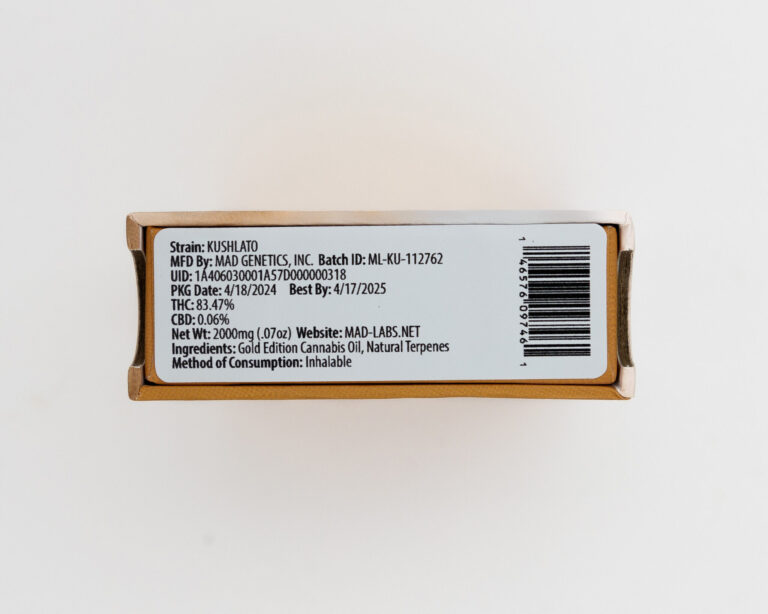 Strain: KUSHLATO
MFD By: MAD GENETICS, INC. Batch ID: ML-KU-112762
UID: 1A406030001A57D000000318
PKG Date: 4/18/2024 Best By: 4/17/2025
THC: 83.47%
CBD: 0.06%
Net Wt: 2000mg (.07oz) Website: MAD-LABS.NET
Ingredients: Gold Edition Cannabis Oil, Natural Terpenes
Method of Consumption: Inhalable
1 46576 09746 1